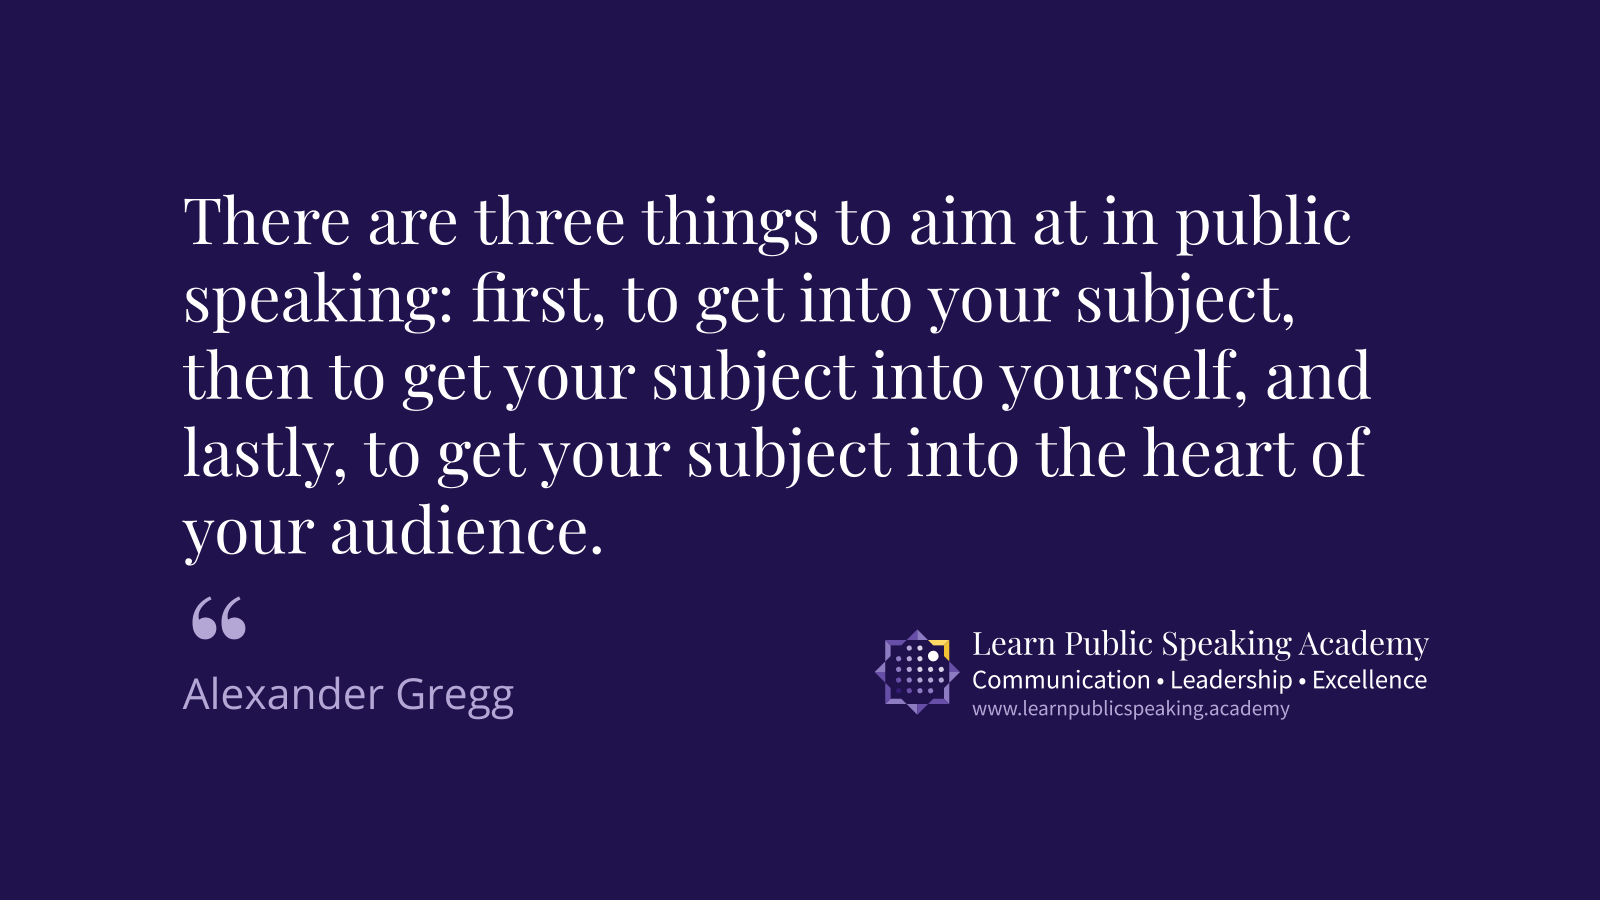 There are three things to aim at in public
speaking: first, to get into your subject,
then to get your subject into yourself, and
lastly, to get your subject into the heart of
your audience.
“
Alexander Gregg
Learn Public Speaking Academy
Communication • Leadership • Excellence
www.learnpublicspeaking.academy